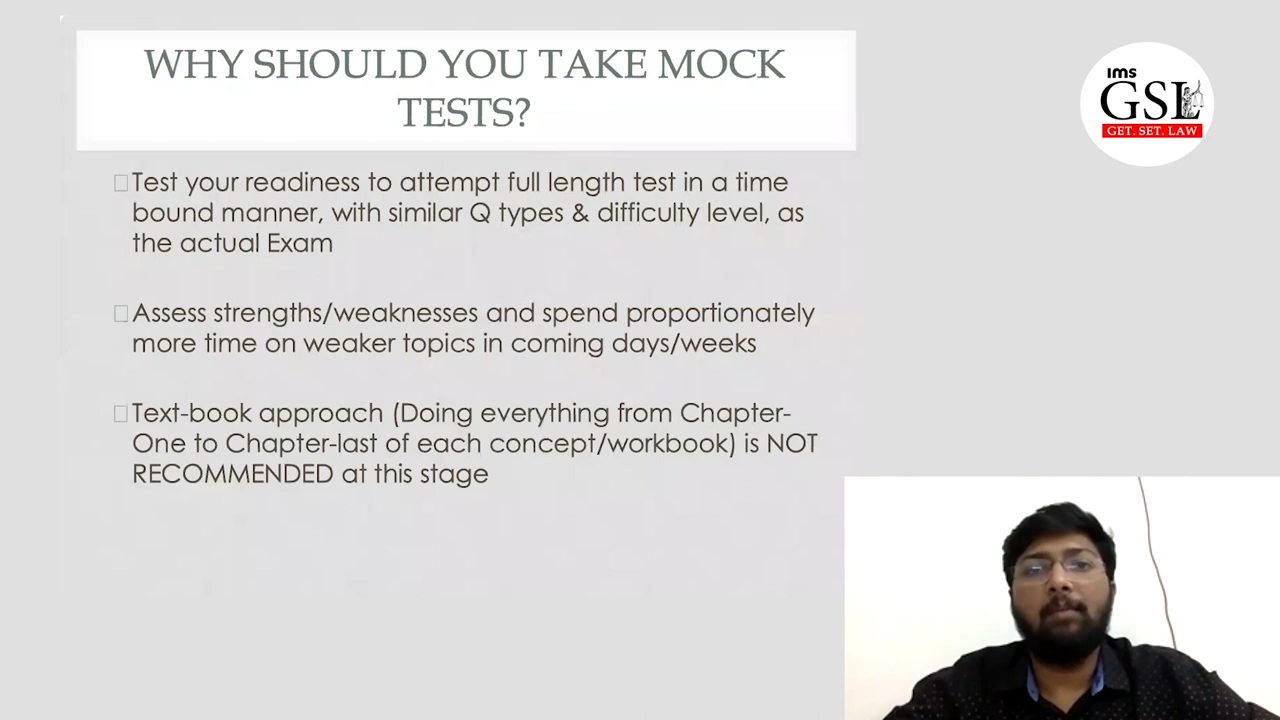 WHY SHOULD YOU TAKE MOCK
TESTS?
ims
GSL
GET. SET. LAW
Test your readiness to attempt full length test in a time
bound manner, with similar Q types & difficulty level, as
the actual Exam
Assess strengths/weaknesses and spend proportionately
more time on weaker topics in coming days/weeks
Text-book approach (Doing everything from Chapter-
One to Chapter-last of each concept/workbook) is NOT
RECOMMENDED at this stage